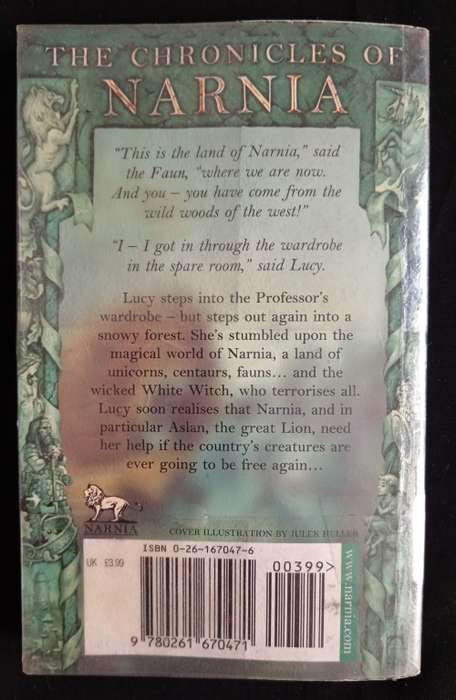 THE CHRONICLES OF
NARNIA
“This is the land of Narnia,” said
the Faun, “where we are now.
And you – you have come from the
wild woods of the west!”
“I – I got in through the wardrobe
in the spare room,” said Lucy.
Lucy steps into the Professor’s
wardrobe – but steps out again into a
snowy forest. She’s stumbled upon the
magical world of Narnia, a land of
unicorns, centaurs, fauns… and the
wicked White Witch, who terrorises all.
Lucy soon realises that Narnia, and in
particular Aslan, the great Lion, need
her help if the country’s creatures are
ever going to be free again…
NARNIA
COVER ILLUSTRATION BY JULEK HELLER
ISBN 0-26-167047-6
UK £3.99
00399>
9 780261 670471
www.narnia.com